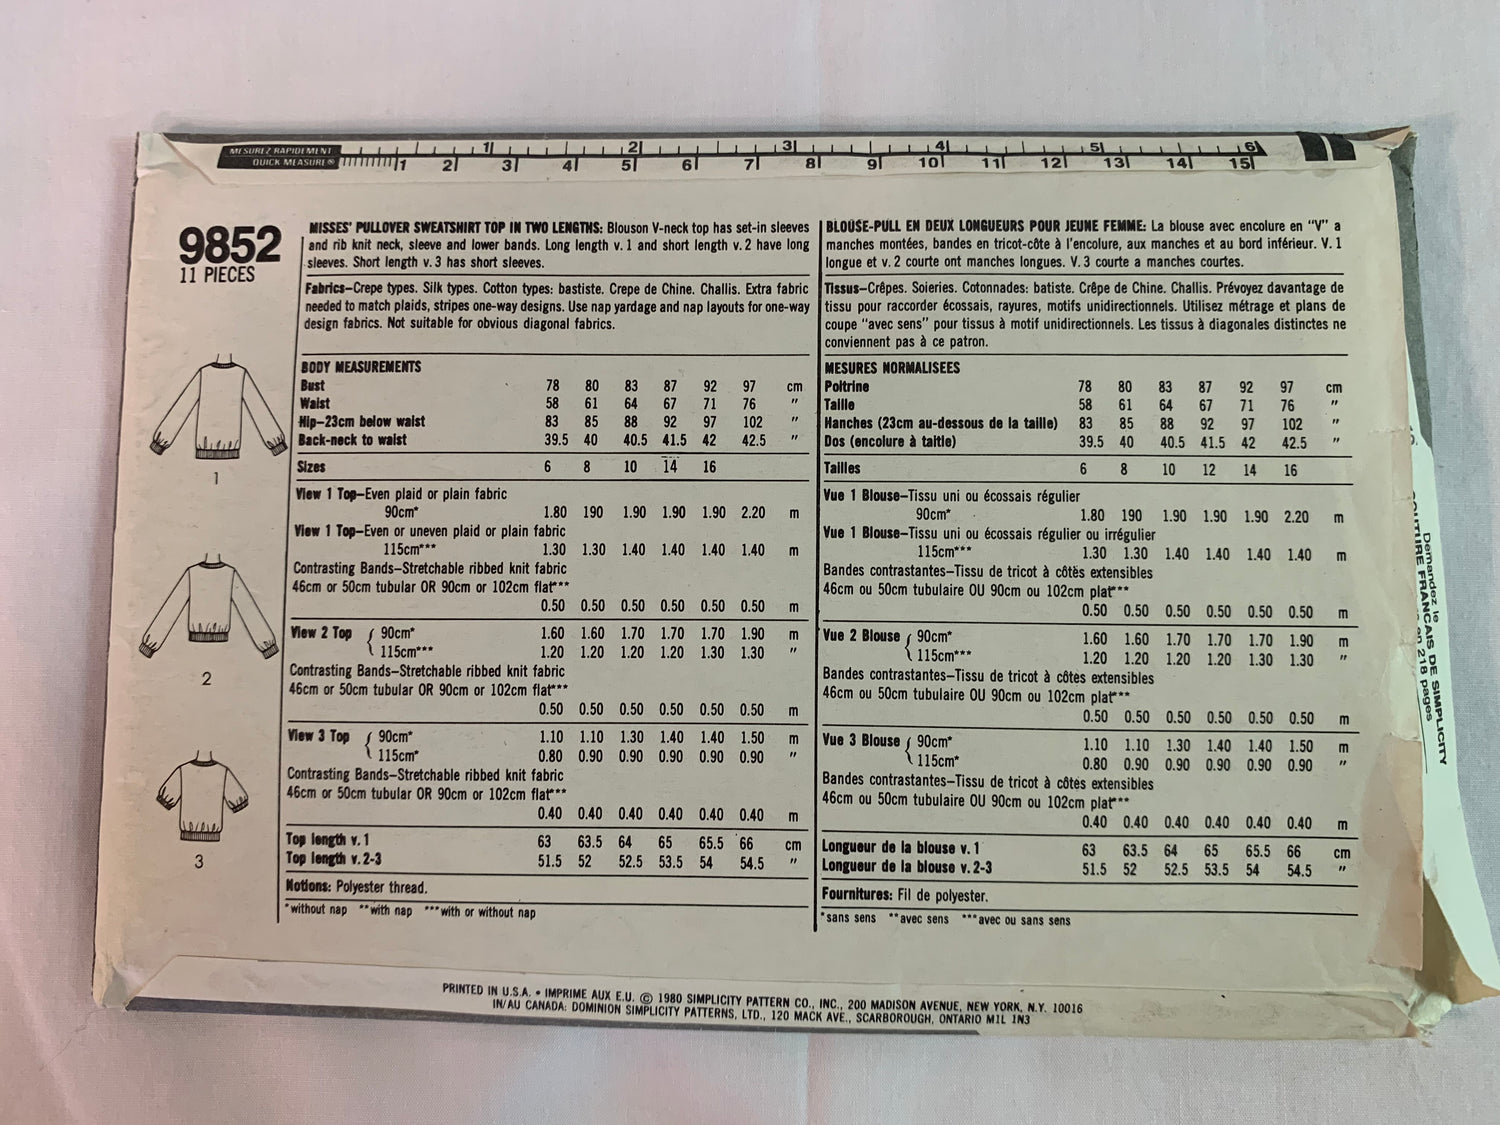 MESUREZ RAPIDEMENT
QUICK MEASURE®
1 2 3 4 5 6
1 2 3 4 5 6 7 8 9 10 11 12 13 14 15
9852
11 PIECES
1
2
3
MISSES' PULLOVER SWEATSHIRT TOP IN TWO LENGTHS: Blouson V-neck top has set-in sleeves
and rib knit neck, sleeve and lower bands. Long length v. 1 and short length v. 2 have long
sleeves. Short length v. 3 has short sleeves.
Fabrics–Crepe types. Silk types. Cotton types: bastiste. Crepe de Chine. Challis. Extra fabric
needed to match plaids, stripes one-way designs. Use nap yardage and nap layouts for one-way
design fabrics. Not suitable for obvious diagonal fabrics.
BODY MEASUREMENTS
Bust 78 80 83 87 92 97 cm
Waist 58 61 64 67 71 76 "
Hip–23cm below waist 83 85 88 92 97 102 "
Back-neck to waist 39.5 40 40.5 41.5 42 42.5 "
Sizes 6 8 10 14 16
View 1 Top–Even plaid or plain fabric
90cm* 1.80 190 1.90 1.90 1.90 2.20 m
View 1 Top–Even or uneven plaid or plain fabric
115cm*** 1.30 1.30 1.40 1.40 1.40 1.40 m
Contrasting Bands–Stretchable ribbed knit fabric
46cm or 50cm tubular OR 90cm or 102cm flat***
0.50 0.50 0.50 0.50 0.50 0.50 m
View 2 Top { 90cm* 1.60 1.60 1.70 1.70 1.70 1.90 m
115cm*** 1.20 1.20 1.20 1.20 1.30 1.30 "
Contrasting Bands–Stretchable ribbed knit fabric
46cm or 50cm tubular OR 90cm or 102cm flat***
0.50 0.50 0.50 0.50 0.50 0.50 m
View 3 Top { 90cm* 1.10 1.10 1.30 1.40 1.40 1.50 m
115cm* 0.80 0.90 0.90 0.90 0.90 0.90 "
Contrasting Bands–Stretchable ribbed knit fabric
46cm or 50cm tubular OR 90cm or 102cm flat***
0.40 0.40 0.40 0.40 0.40 0.40 m
Top length v. 1 63 63.5 64 65 65.5 66 cm
Top length v. 2-3 51.5 52 52.5 53.5 54 54.5 "
Notions: Polyester thread.
*without nap **with nap ***with or without nap
BLOUSE-PULL EN DEUX LONGUEURS POUR JEUNE FEMME: La blouse avec encolure en "V" a
manches montées, bandes en tricot-côte à l'encolure, aux manches et au bord inférieur. V. 1
longue et v. 2 courte ont manches longues. V. 3 courte a manches courtes.
Tissus–Crêpes. Soieries. Cotonnades: batiste. Crêpe de Chine. Challis. Prévoyez davantage de
tissu pour raccorder écossais, rayures, motifs unidirectionnels. Utilisez métrage et plans de
coupe "avec sens" pour tissus à motif unidirectionnels. Les tissus à diagonales distinctes ne
conviennent pas à ce patron.
MESURES NORMALISEES
Poitrine 78 80 83 87 92 97 cm
Taille 58 61 64 67 71 76 "
Hanches (23cm au-dessous de la taille) 83 85 88 92 97 102 "
Dos (encolure à taille) 39.5 40 40.5 41.5 42 42.5 "
Tailles 6 8 10 12 14 16
Vue 1 Blouse–Tissu uni ou écossais régulier
90cm* 1.80 190 1.90 1.90 1.90 2.20 m
Vue 1 Blouse–Tissu uni ou écossais régulier ou irrégulier
115cm*** 1.30 1.30 1.40 1.40 1.40 1.40 m
Bandes contrastantes–Tissu de tricot à côtés extensibles
46cm ou 50cm tubulaire OU 90cm ou 102cm plat***
0.50 0.50 0.50 0.50 0.50 0.50 m
Vue 2 Blouse { 90cm* 1.60 1.60 1.70 1.70 1.70 1.90 m
115cm*** 1.20 1.20 1.20 1.20 1.30 1.30 "
Bandes contrastantes–Tissu de tricot à côtés extensibles
46cm ou 50cm tubulaire OU 90cm ou 102cm plat***
0.50 0.50 0.50 0.50 0.50 0.50 m
Vue 3 Blouse { 90cm* 1.10 1.10 1.30 1.40 1.40 1.50 m
115cm* 0.80 0.90 0.90 0.90 0.90 0.90 "
Bandes contrastantes–Tissu de tricot à côtés extensibles
46cm ou 50cm tubulaire OU 90cm ou 102cm plat***
0.40 0.40 0.40 0.40 0.40 0.40 m
Longueur de la blouse v. 1 63 63.5 64 65 65.5 66 cm
Longueur de la blouse v. 2-3 51.5 52 52.5 53.5 54 54.5 "
Fournitures: Fil de polyester.
*sans sens **avec sens ***avec ou sans sens
Demandez le
FRANCAIS DE SIMPLICITY
en 218 pages
PRINTED IN U.S.A. • IMPRIME AUX E.U. © 1980 SIMPLICITY PATTERN CO., INC., 200 MADISON AVENUE, NEW YORK, N.Y. 10016
IN/AU CANADA: DOMINION SIMPLICITY PATTERNS, LTD., 120 MACK AVE., SCARBOROUGH, ONTARIO M1L 1N3